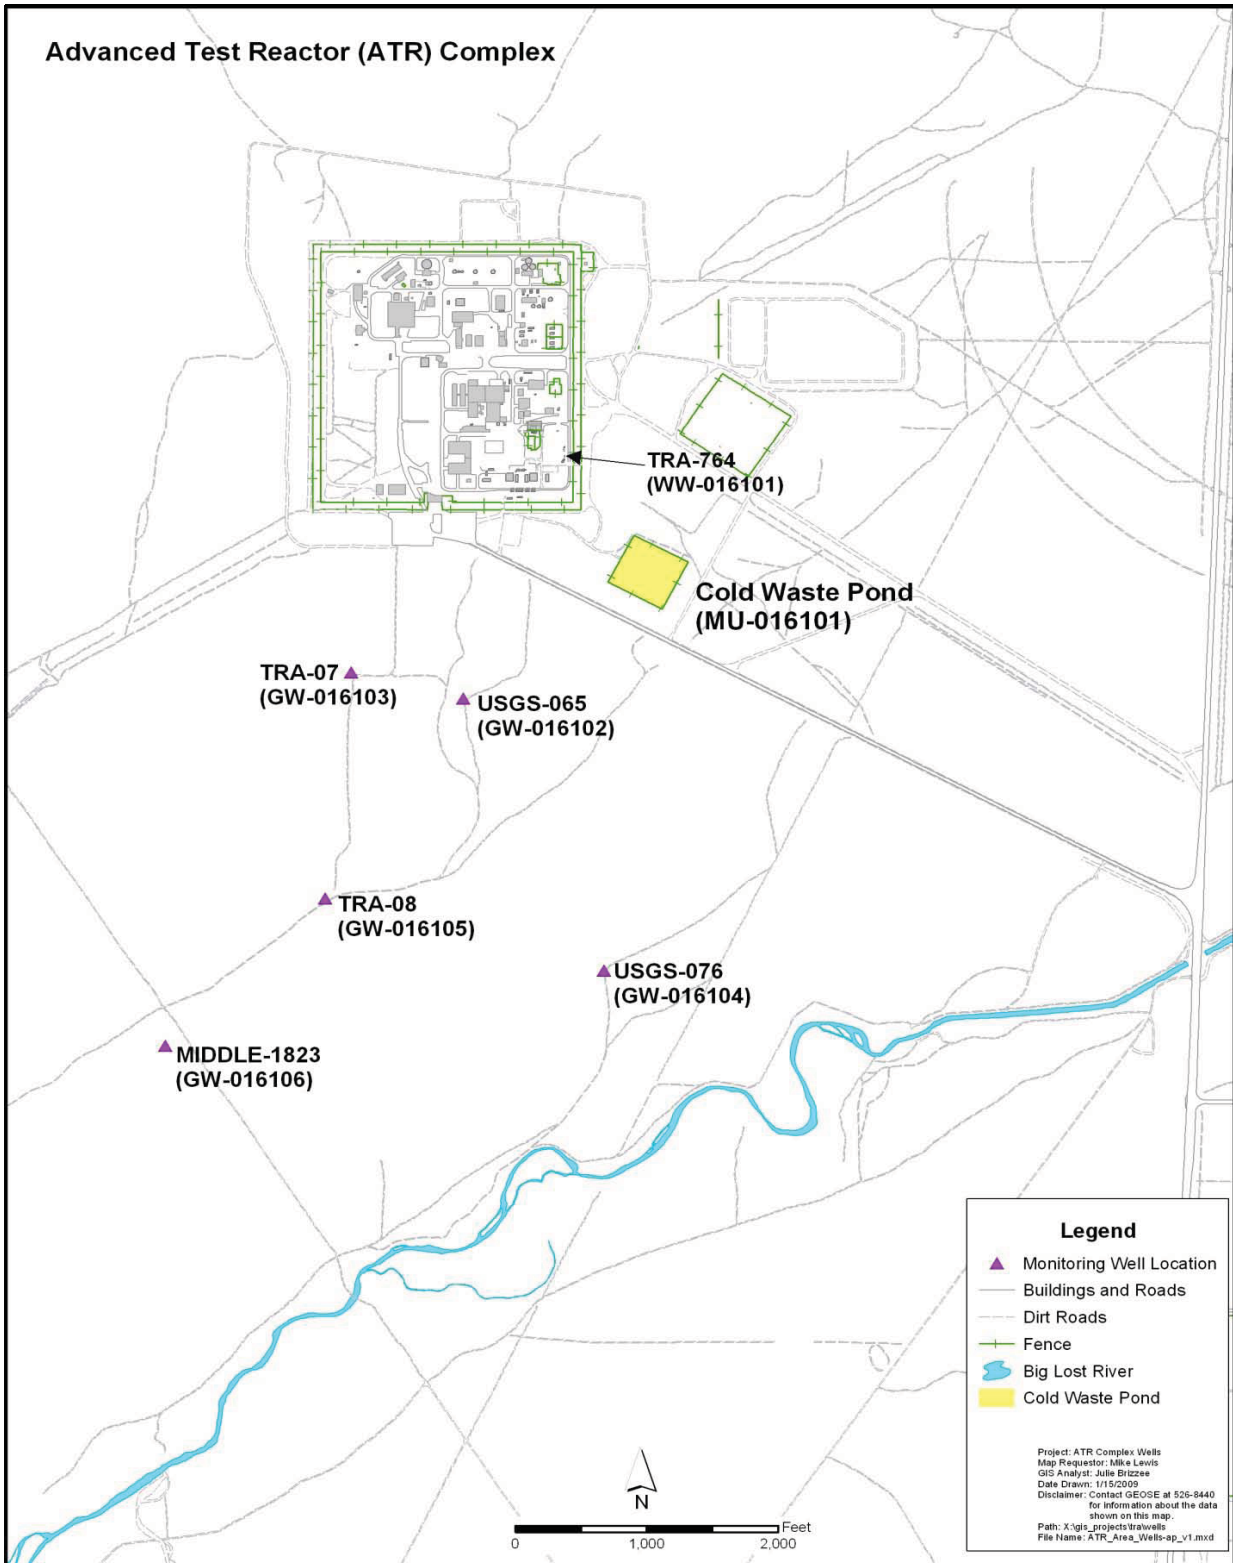 Advanced Test Reactor (ATR) Complex
TRA-764
(WW-016101)
Cold Waste Pond
(MU-016101)
TRA-07
(GW-016103)
USGS-065
(GW-016102)
TRA-08
(GW-016105)
USGS-076
(GW-016104)
MIDDLE-1823
(GW-016106)
Legend
Monitoring Well Location
Buildings and Roads
Dirt Roads
Fence
Big Lost River
Cold Waste Pond
Project: ATR Complex Wells
Map Requestor: Mike Lewis
GIS Analyst: Julie Brizzee
Date Drawn: 1/15/2009
Disclaimer: Contact GEOSE at 526-8440
for information about the data
shown on this map.
Path: X:\gis_projects\tra\wells
File Name: ATR_Area_Wells-ap_v1.mxd
N
Feet
0 1,000 2,000